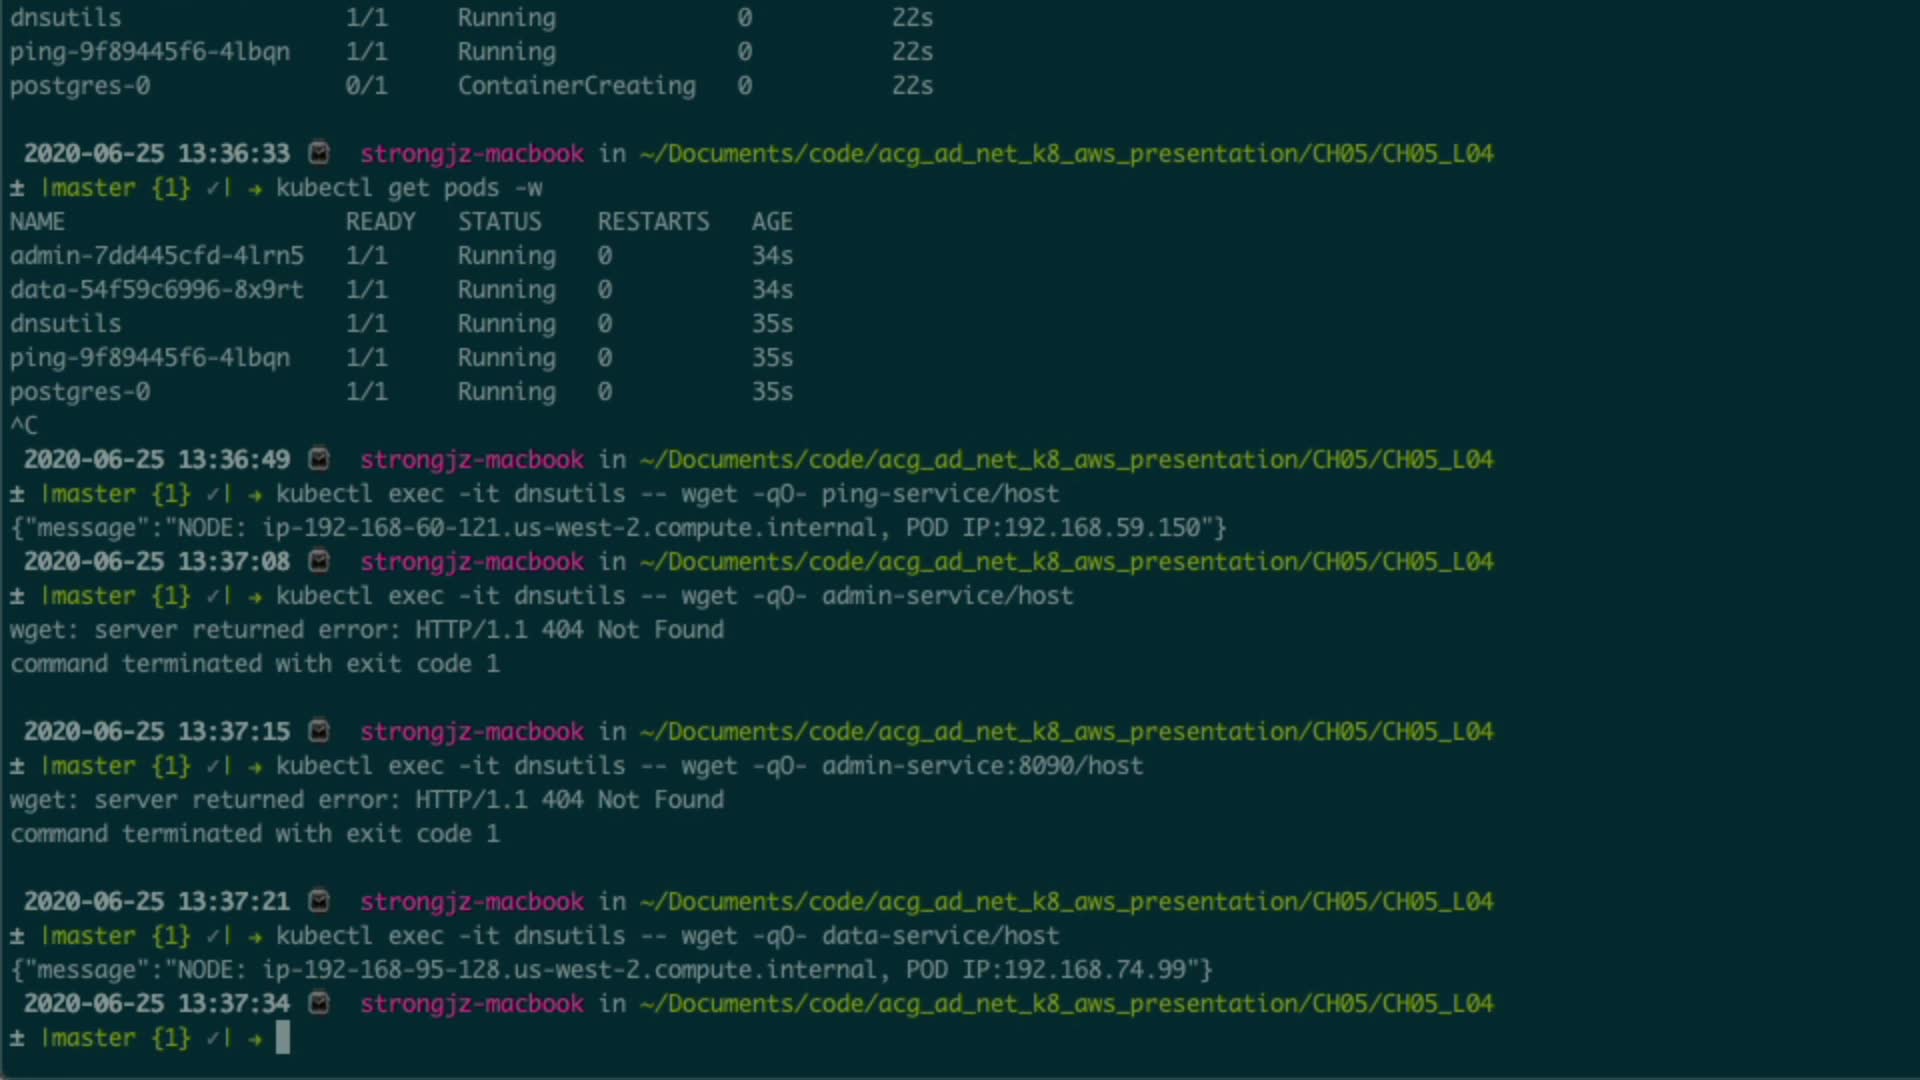 dnsutils 1/1 Running 0 22s
ping-9f89445f6-4lbqn 1/1 Running 0 22s
postgres-0 0/1 ContainerCreating 0 22s
2020-06-25 13:36:33 strongjz-macbook in ~/Documents/code/acg_ad_net_k8_aws_presentation/CH05/CH05_L04
± |master {1} ✓| → kubectl get pods -w
NAME READY STATUS RESTARTS AGE
admin-7dd445cfd-4lrn5 1/1 Running 0 34s
data-54f59c6996-8x9rt 1/1 Running 0 34s
dnsutils 1/1 Running 0 35s
ping-9f89445f6-4lbqn 1/1 Running 0 35s
postgres-0 1/1 Running 0 35s
^C
2020-06-25 13:36:49 strongjz-macbook in ~/Documents/code/acg_ad_net_k8_aws_presentation/CH05/CH05_L04
± |master {1} ✓| → kubectl exec -it dnsutils -- wget -qO- ping-service/host
{"message":"NODE: ip-192-168-60-121.us-west-2.compute.internal, POD IP:192.168.59.150"}
2020-06-25 13:37:08 strongjz-macbook in ~/Documents/code/acg_ad_net_k8_aws_presentation/CH05/CH05_L04
± |master {1} ✓| → kubectl exec -it dnsutils -- wget -qO- admin-service/host
wget: server returned error: HTTP/1.1 404 Not Found
command terminated with exit code 1
2020-06-25 13:37:15 strongjz-macbook in ~/Documents/code/acg_ad_net_k8_aws_presentation/CH05/CH05_L04
± |master {1} ✓| → kubectl exec -it dnsutils -- wget -qO- admin-service:8090/host
wget: server returned error: HTTP/1.1 404 Not Found
command terminated with exit code 1
2020-06-25 13:37:21 strongjz-macbook in ~/Documents/code/acg_ad_net_k8_aws_presentation/CH05/CH05_L04
± |master {1} ✓| → kubectl exec -it dnsutils -- wget -qO- data-service/host
{"message":"NODE: ip-192-168-95-128.us-west-2.compute.internal, POD IP:192.168.74.99"}
2020-06-25 13:37:34 strongjz-macbook in ~/Documents/code/acg_ad_net_k8_aws_presentation/CH05/CH05_L04
± |master {1} ✓| →